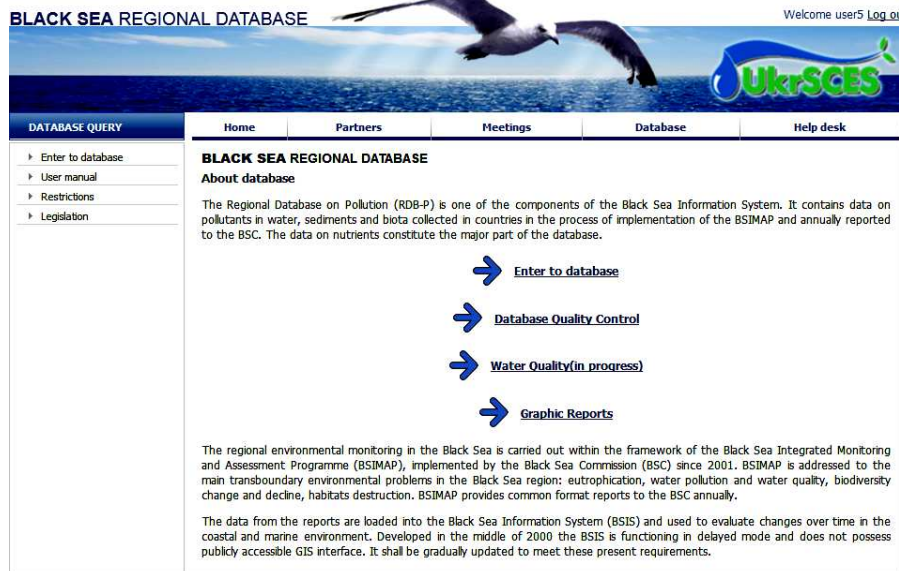 BLACK SEA REGIONAL DATABASE
Welcome user5 Log ou
UkrSCES
DATABASE QUERY
Home
Partners
Meetings
Database
Help desk
Enter to database
User manual
Restrictions
Legislation
BLACK SEA REGIONAL DATABASE
About database
The Regional Database on Pollution (RDB-P) is one of the components of the Black Sea Information System. It contains data on
pollutants in water, sediments and biota collected in countries in the process of implementation of the BSIMAP and annually reported
to the BSC. The data on nutrients constitute the major part of the database.
Enter to database
Database Quality Control
Water Quality(in progress)
Graphic Reports
The regional environmental monitoring in the Black Sea is carried out within the framework of the Black Sea Integrated Monitoring
and Assessment Programme (BSIMAP), implemented by the Black Sea Commission (BSC) since 2001. BSIMAP is addressed to the
main transboundary environmental problems in the Black Sea region: eutrophication, water pollution and water quality, biodiversity
change and decline, habitats destruction. BSIMAP provides common format reports to the BSC annually.
The data from the reports are loaded into the Black Sea Information System (BSIS) and used to evaluate changes over time in the
coastal and marine environment. Developed in the middle of 2000 the BSIS is functioning in delayed mode and does not possess
publicly accessible GIS interface. It shall be gradually updated to meet these present requirements.